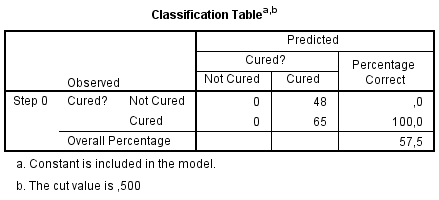 Classification Tablea,b
Predicted
Cured? Percentage Correct
Observed Not Cured Cured
Step 0 Cured? Not Cured 0 48 ,0
Cured 0 65 100,0
Overall Percentage 57,5
a. Constant is included in the model.
b. The cut value is ,500